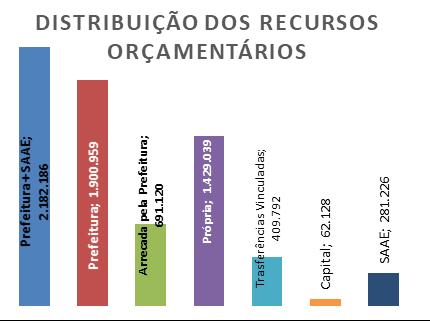 DISTRIBUIÇÃO DOS RECURSOS
ORÇAMENTÁRIOS
Prefeitura+SAAE;
2.182.186
Prefeitura; 1.900.959
Arrecada pela Prefeitura;
691.120
Própria; 1.429.039
Trasferências Vinculadas;
409.792
Capital; 62.128
SAAE; 281.226